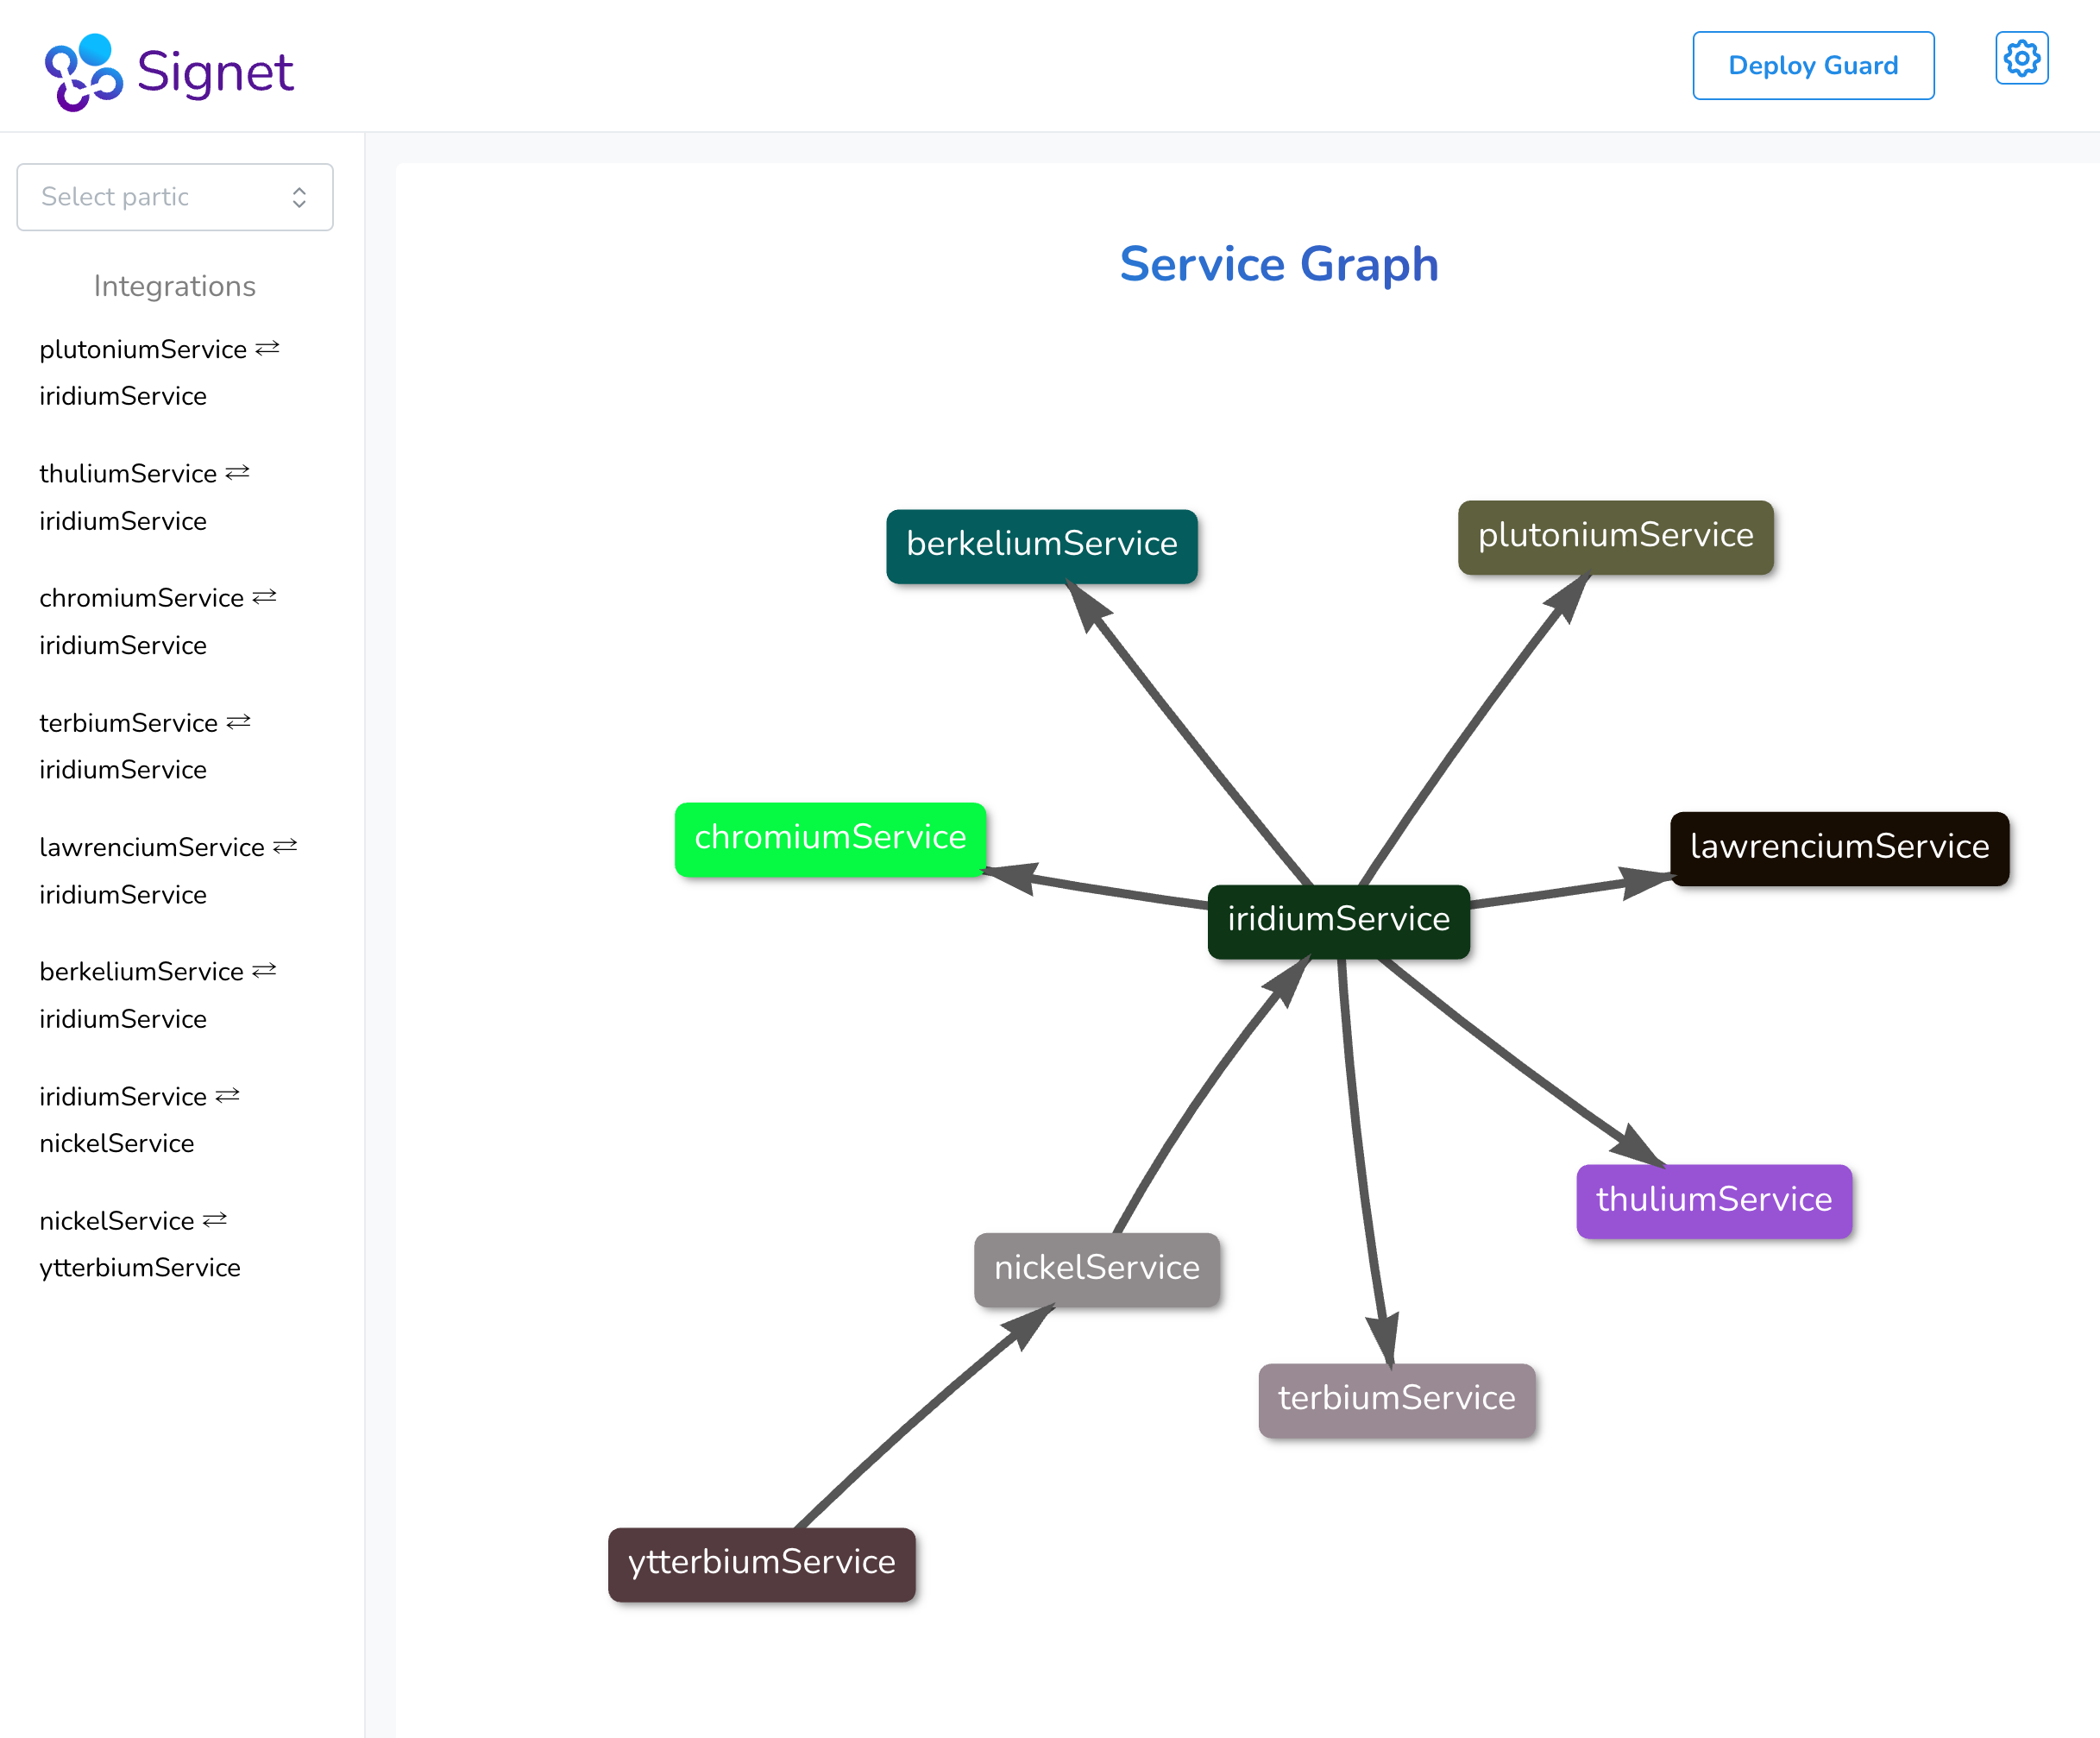 Signet
Deploy Guard
Select partic
Integrations
plutoniumService ⇌
iridiumService
thuliumService ⇌
iridiumService
chromiumService ⇌
iridiumService
terbiumService ⇌
iridiumService
lawrenciumService ⇌
iridiumService
berkeliumService ⇌
iridiumService
iridiumService ⇌
nickelService
nickelService ⇌
ytterbiumService
Service Graph
berkeliumService
plutoniumService
chromiumService
lawrenciumService
iridiumService
thuliumService
nickelService
terbiumService
ytterbiumService